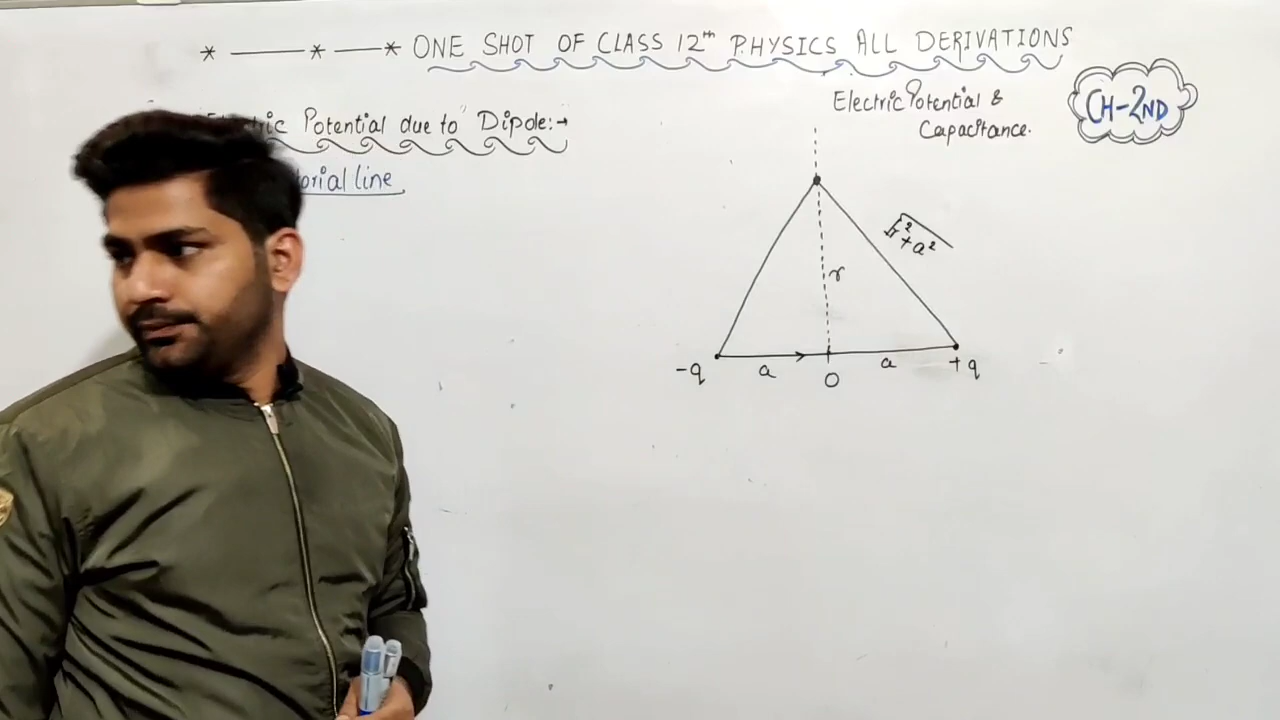 * —— * — * ONE SHOT OF CLASS 12th PHYSICS ALL DERIVATIONS
Electric Potential &
Capacitance.
CH-2ND
Potential due to Dipole:→
line
√r²+a²
r
-q
a
O
a
+q